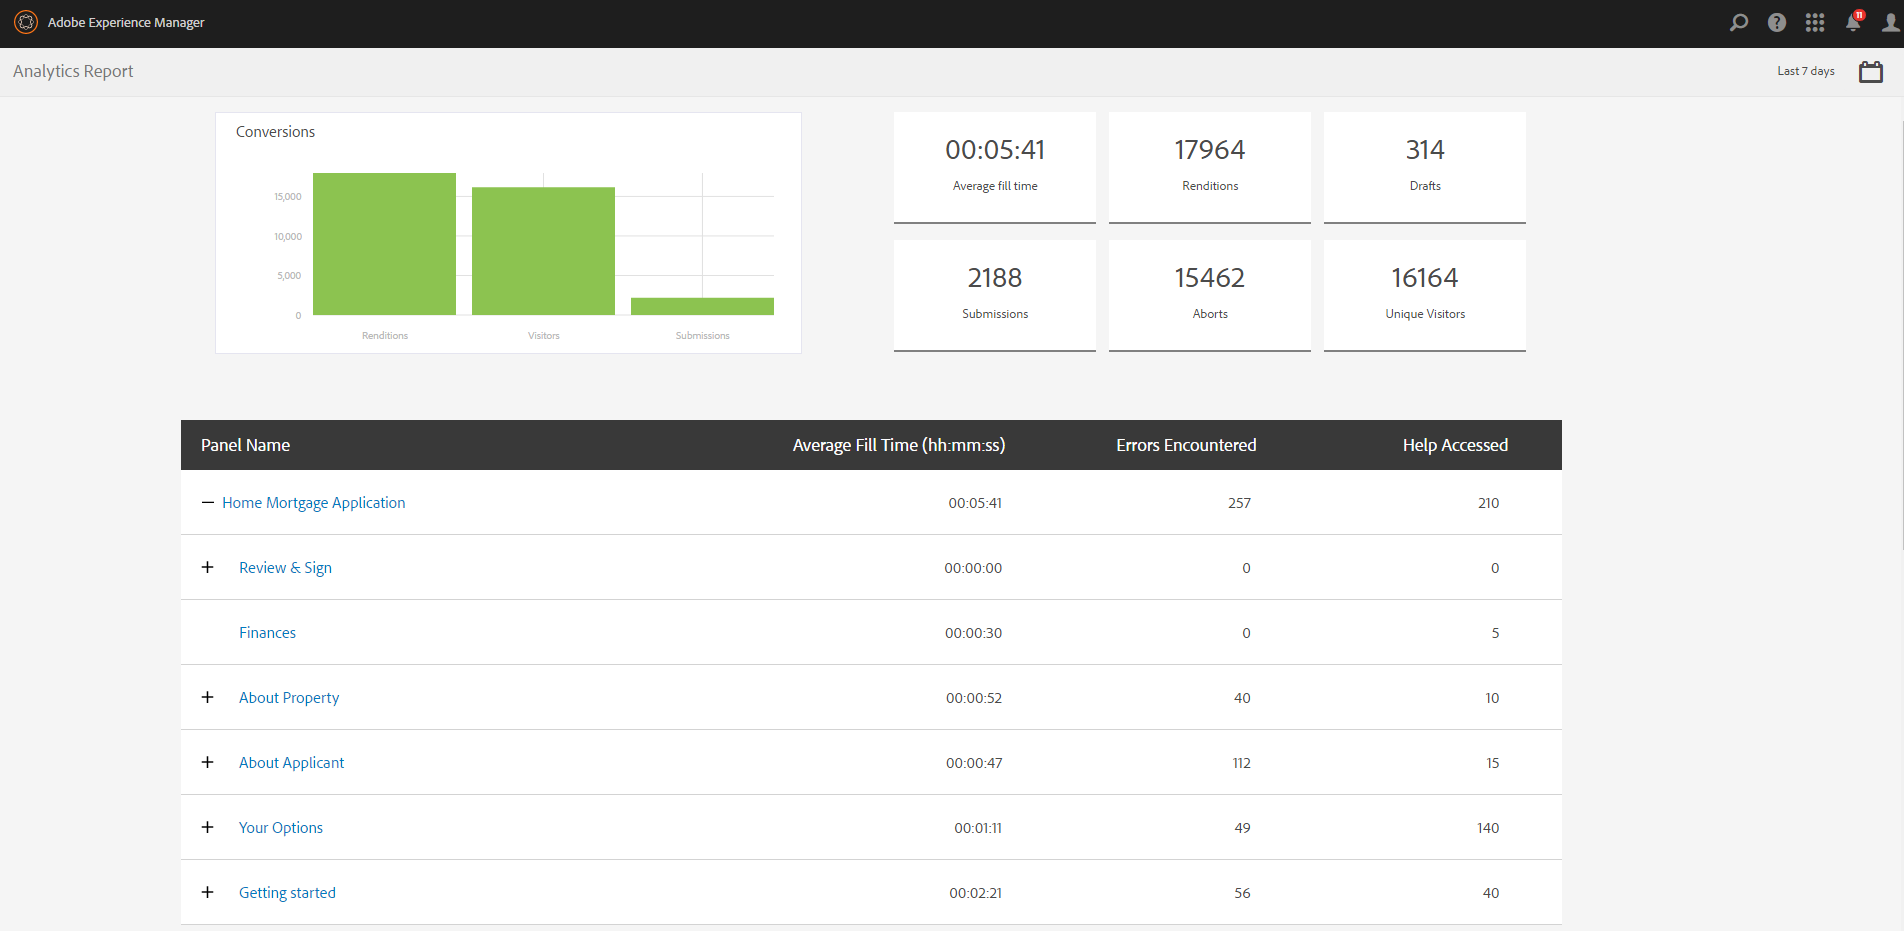 Adobe Experience Manager
11
Analytics Report
Last 7 days
Conversions
15,000
10,000
5,000
0
Renditions Visitors Submissions
00:05:41
Average fill time
17964
Renditions
314
Drafts
2188
Submissions
15462
Aborts
16164
Unique Visitors
Panel Name Average Fill Time (hh:mm:ss) Errors Encountered Help Accessed
Home Mortgage Application 00:05:41 257 210
Review & Sign 00:00:00 0 0
Finances 00:00:30 0 5
About Property 00:00:52 40 10
About Applicant 00:00:47 112 15
Your Options 00:01:11 49 140
Getting started 00:02:21 56 40